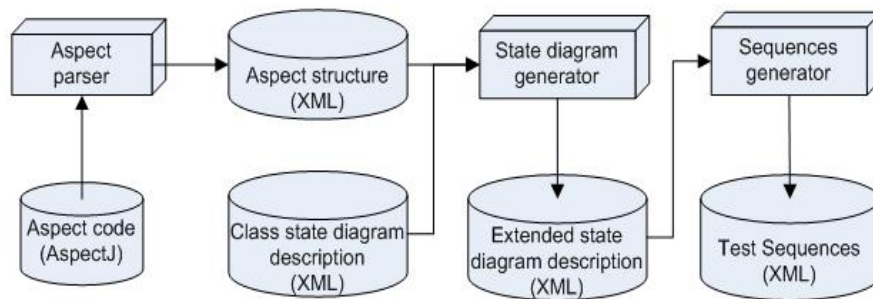 Aspect
parser
Aspect structure
(XML)
State diagram
generator
Sequences
generator
Aspect code
(AspectJ)
Class state diagram
description
(XML)
Extended state
diagram description
(XML)
Test Sequences
(XML)